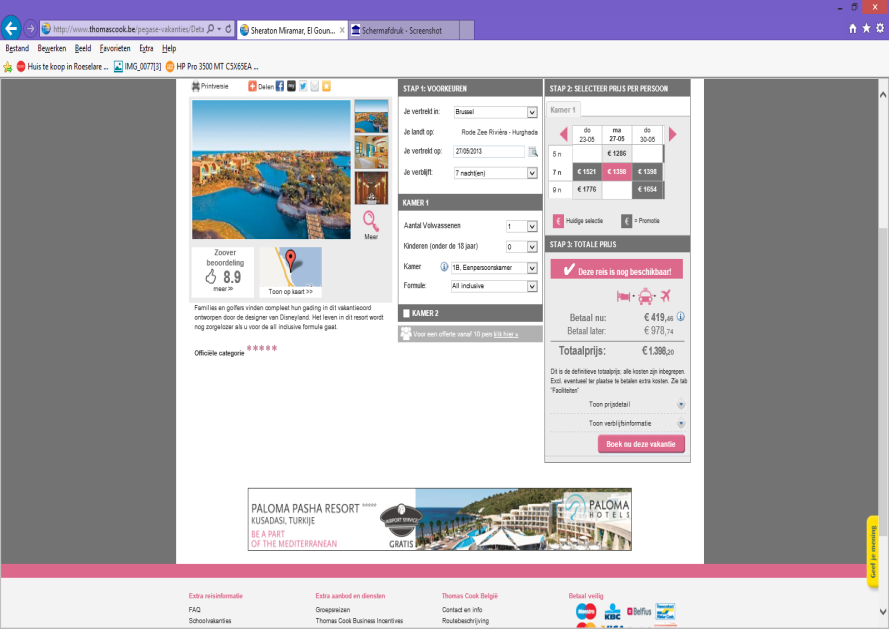 http://www.thomascook.be/pegase-vakanties/Deta
Sheraton Miramar, El Goun...
Schermafdruk - Screenshot
Bestand Bewerken Beeld Favorieten Extra Help
Huis te koop in Roeselare ...
IMG_0077[3]
HP Pro 3500 MT C5X65EA ...
Printversie
Delen
Meer
Zoover
beoordeling
8.9
meer >>
Toon op kaart >>
Families en golfers vinden compleet hun gading in dit vakantieoord
ontworpen door de designer van Disneyland. Het leven in dit resort wordt
nog zorgelozer als u voor de all inclusive formule gaat.
Officiële categorie *****
STAP 1: VOORKEUREN
Je vertrekt in: Brussel
Je landt op: Rode Zee Rivièra - Hurghada
Je vertrekt op: 27/05/2013
Je verblijft: 7 nacht(en)
KAMER 1
Aantal Volwassenen 1
Kinderen (onder de 18 jaar) 0
Kamer 1B, Eenpersoonskamer
Formule: All inclusive
KAMER 2
Voor een offerte vanaf 10 pers klik hier »
STAP 2: SELECTEER PRIJS PER PERSOON
Kamer 1
do 23-05 ma 27-05 do 30-05
5 n € 1286
7 n € 1521 € 1398 € 1398
9 n € 1776 € 1654
€ Huidige selectie € = Promotie
STAP 3: TOTALE PRIJS
Deze reis is nog beschikbaar!
Betaal nu: € 419,46
Betaal later: € 978,74
Totaalprijs: € 1.398,20
Dit is de definitieve totaalprijs; alle kosten zijn inbegrepen.
Excl. eventueel ter plaatse te betalen extra kosten. Zie tab
"Faciliteiten"
Toon prijsdetail
Toon verblijfsinformatie
Boek nu deze vakantie
PALOMA PASHA RESORT *****
KUSADASI, TURKIJE
BE A PART
OF THE MEDITERRANEAN
AIRPORT SERVICE
GRATIS
PALOMA
HOTELS
Geef je mening
Extra reisinformatie
FAQ
Schoolvakanties
Extra aanbod en diensten
Groepsreizen
Thomas Cook Business Incentives
Thomas Cook België
Contact en info
Routebeschrijving
Betaal veilig
Maestro
KBC
Belfius